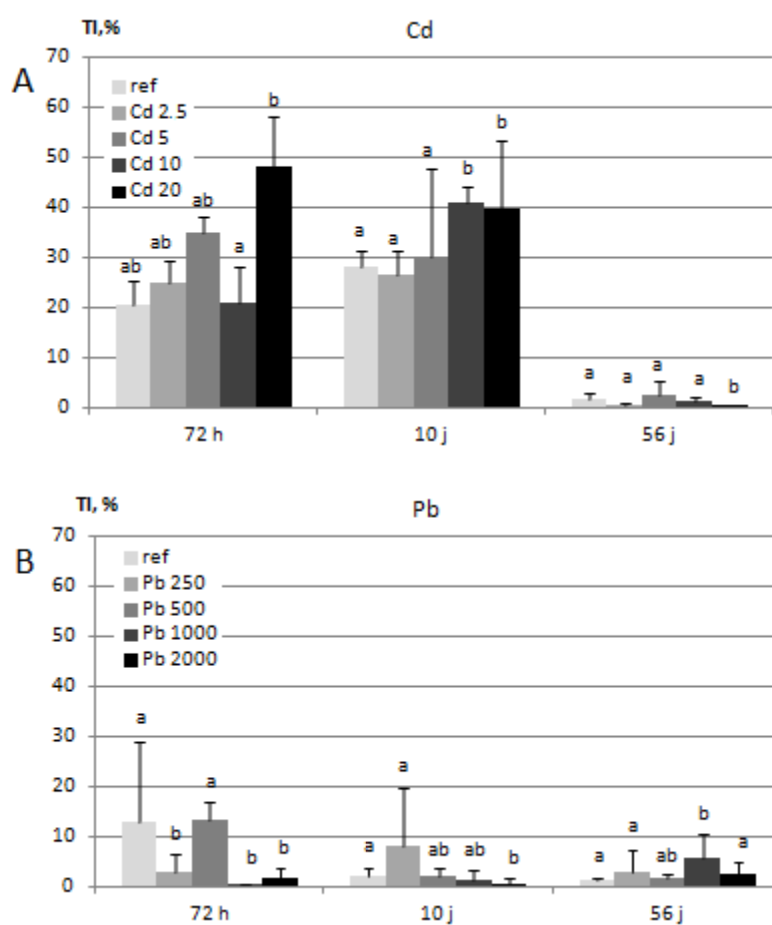 TI,%
Cd
A
70
60
50
40
30
20
10
0
ref
Cd 2.5
Cd 5
Cd 10
Cd 20
ab
ab
ab
a
b
a
a
a
b
b
a
a
a
a
b
72 h
10 j
56 j
TI, %
Pb
B
70
60
50
40
30
20
10
0
ref
Pb 250
Pb 500
Pb 1000
Pb 2000
a
b
a
b
b
a
a
ab
ab
b
a
a
ab
b
a
72 h
10 j
56 j